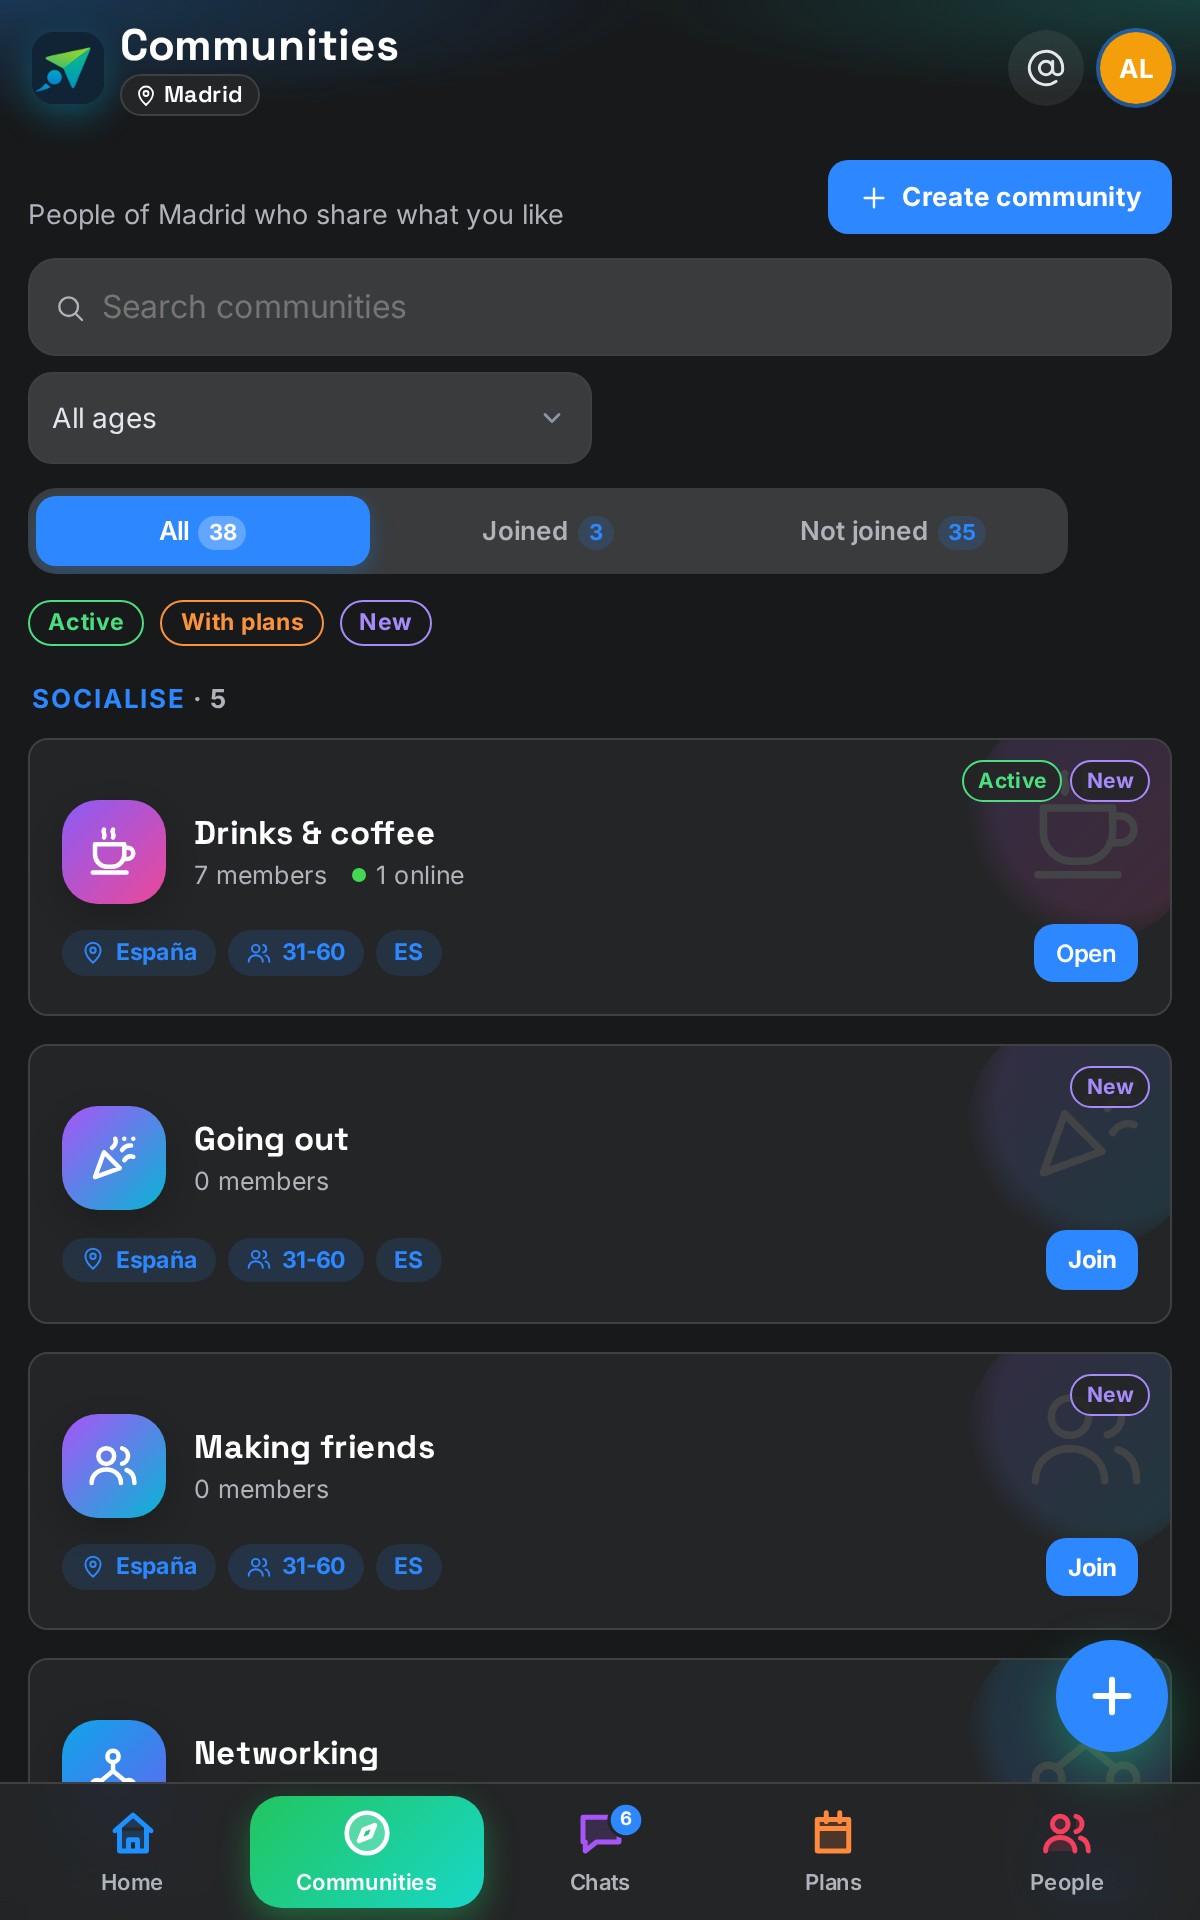 Communities
Madrid
@
AL
People of Madrid who share what you like
+ Create community
Search communities
All ages
All 38
Joined 3
Not joined 35
Active
With plans
New
SOCIALISE · 5
Active
New
Drinks & coffee
7 members
1 online
España
31-60
ES
Open
New
Going out
0 members
España
31-60
ES
Join
New
Making friends
0 members
España
31-60
ES
Join
Networking
Home
Communities
6
Chats
Plans
People